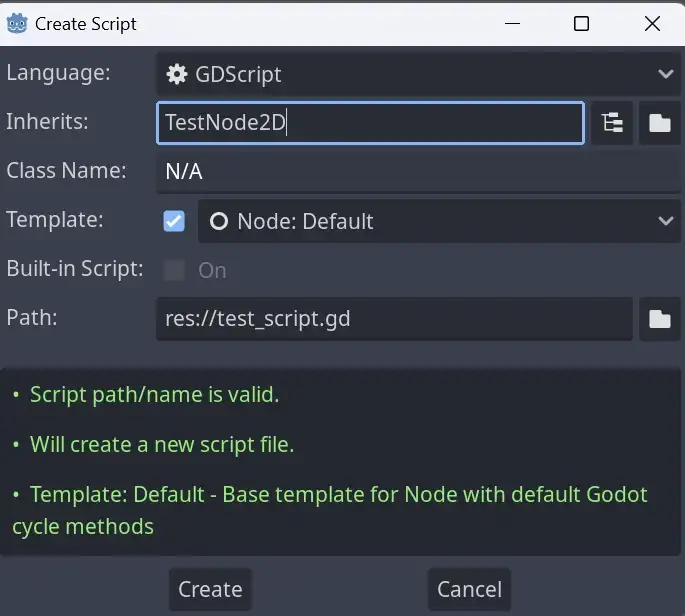 Create Script
Language: GDScript
Inherits: TestNode2D
Class Name: N/A
Template: Node: Default
Built-in Script: On
Path: res://test_script.gd
• Script path/name is valid.
• Will create a new script file.
• Template: Default - Base template for Node with default Godot
cycle methods
Create Cancel